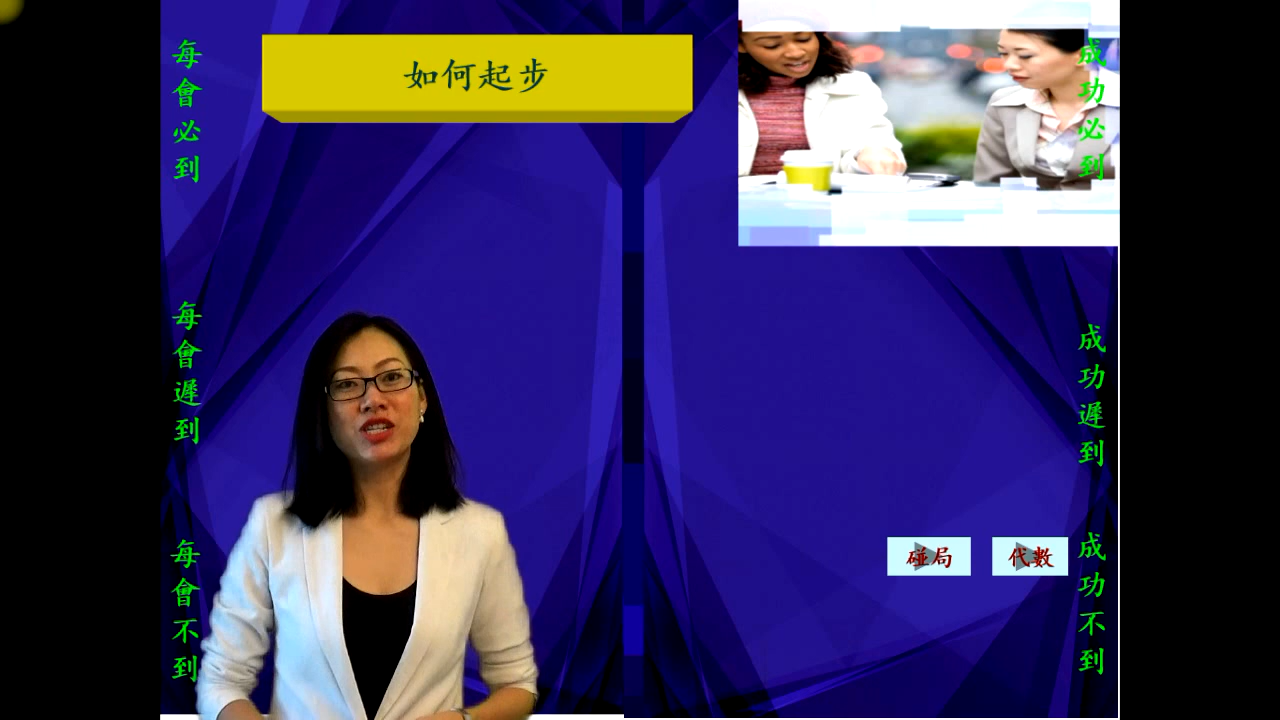 如何起步
每會必到
成功必到
每會遲到
成功遲到
每會不到
成功不到
碰局
代數